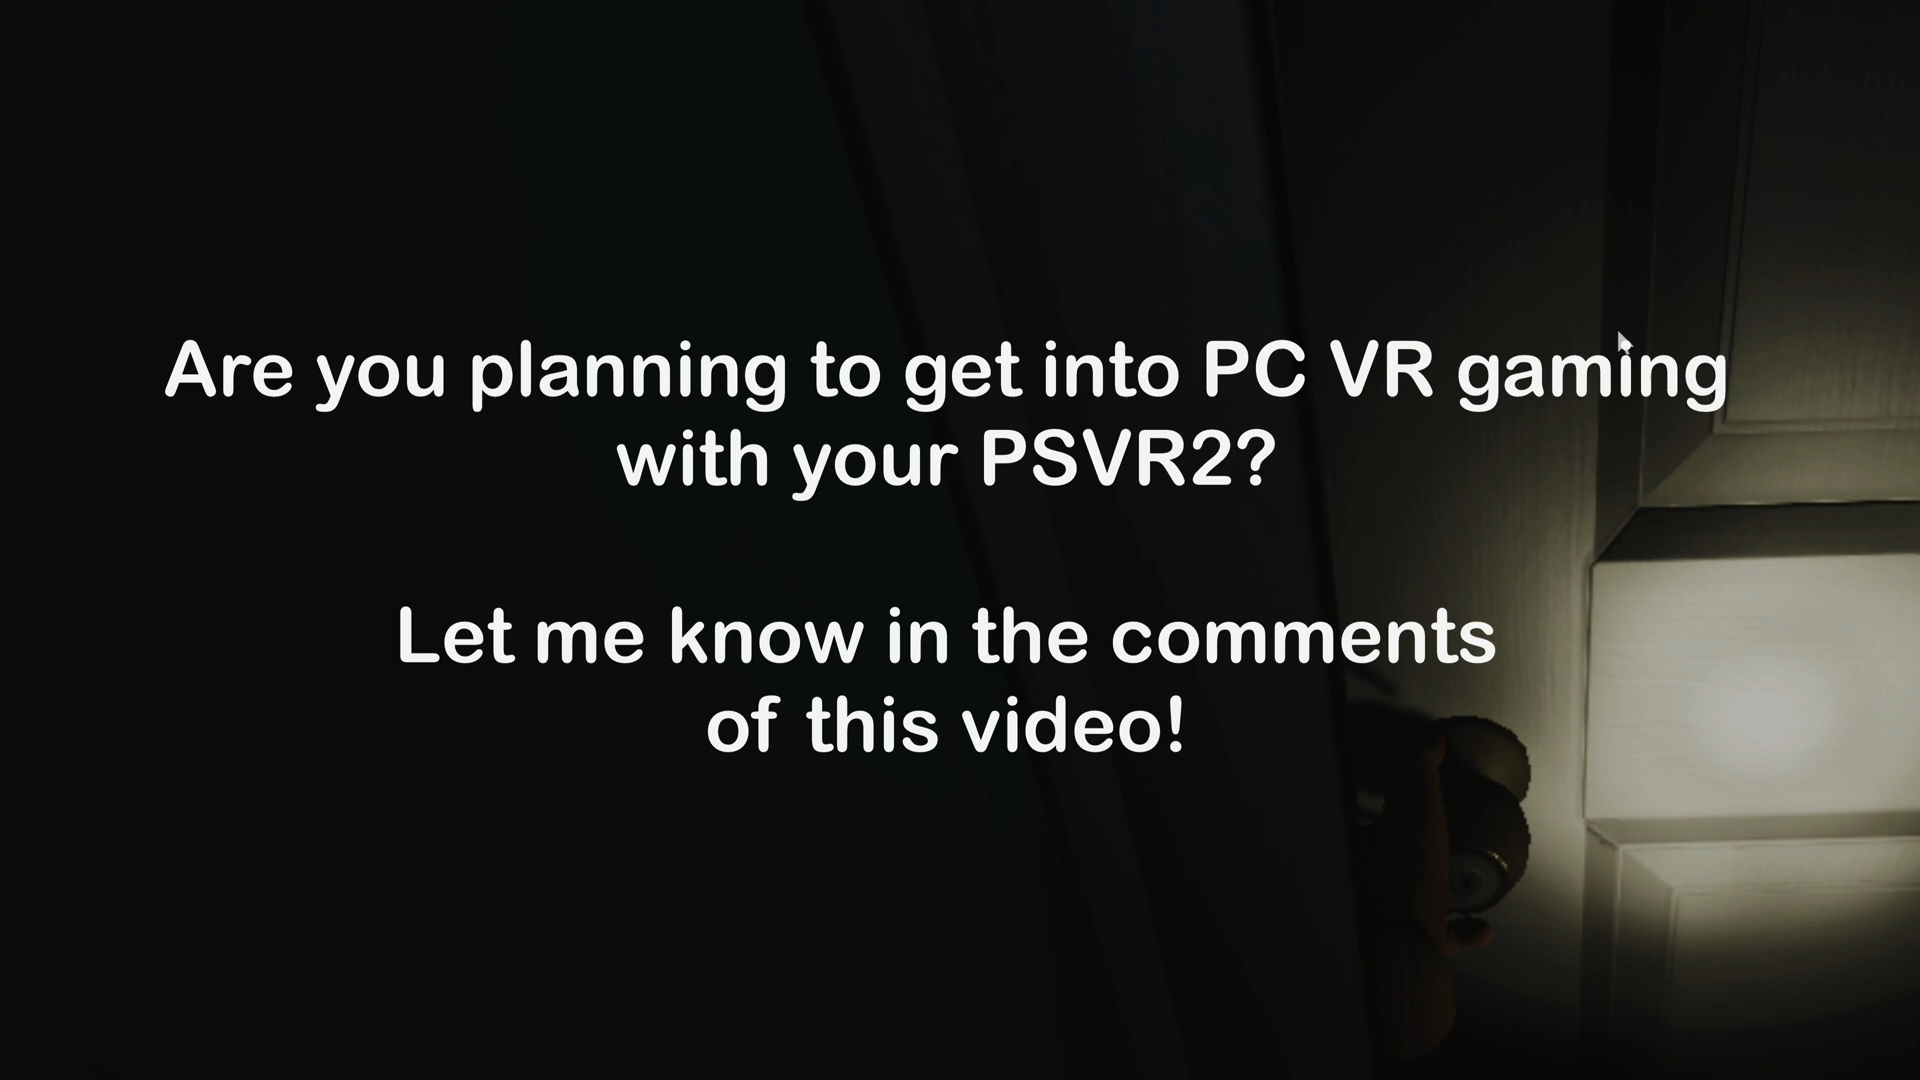 Are you planning to get into PC VR gaming
with your PSVR2?
Let me know in the comments
of this video!